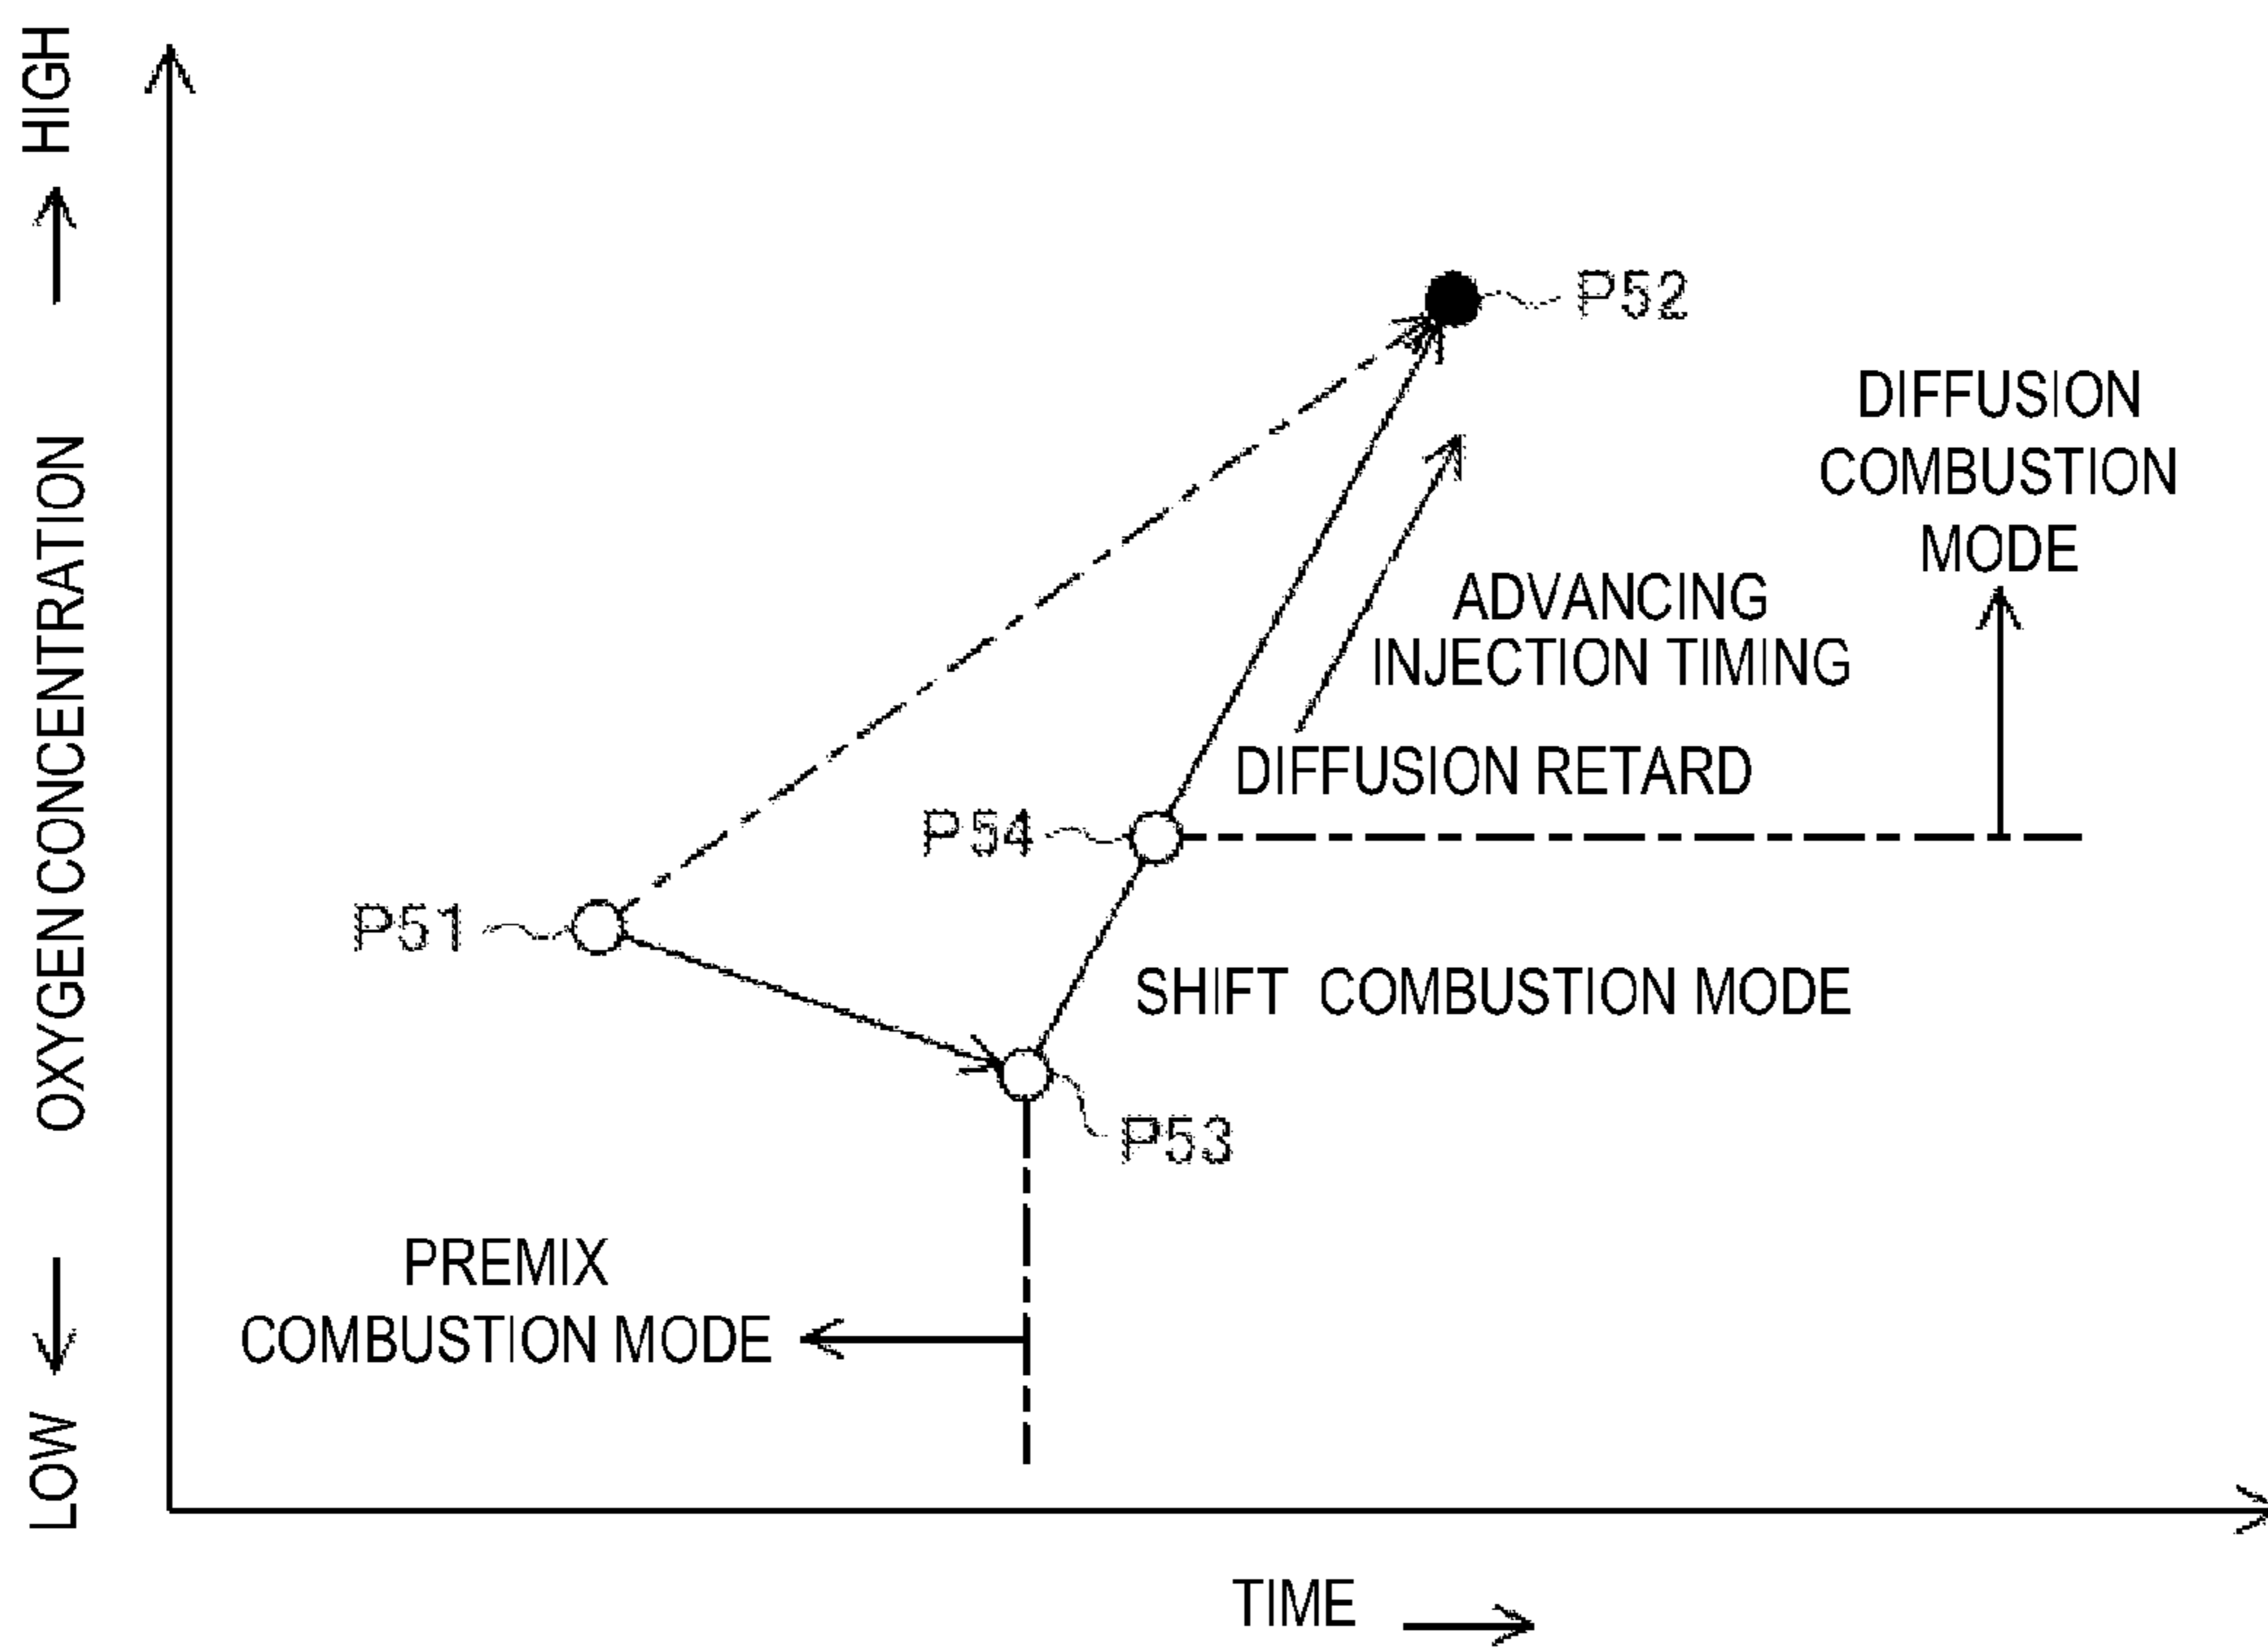 HIGH
OXYGEN CONCENTRATION
LOW
P52
DIFFUSION
COMBUSTION
MODE
ADVANCING
INJECTION TIMING
DIFFUSION RETARD
P54
P51
SHIFT COMBUSTION MODE
P53
PREMIX
COMBUSTION MODE
TIME